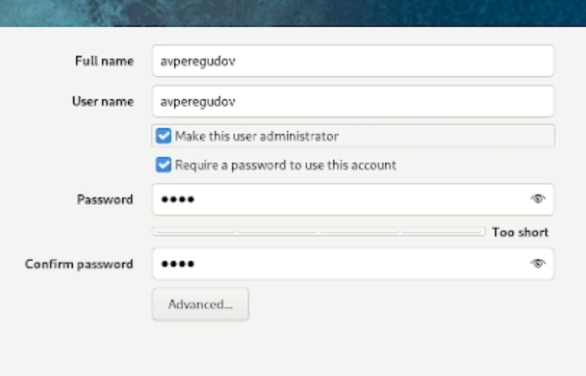 Full name avperegudov
User name avperegudov
Make this user administrator
Require a password to use this account
Password ••••
Too short
Confirm password ••••
Advanced...